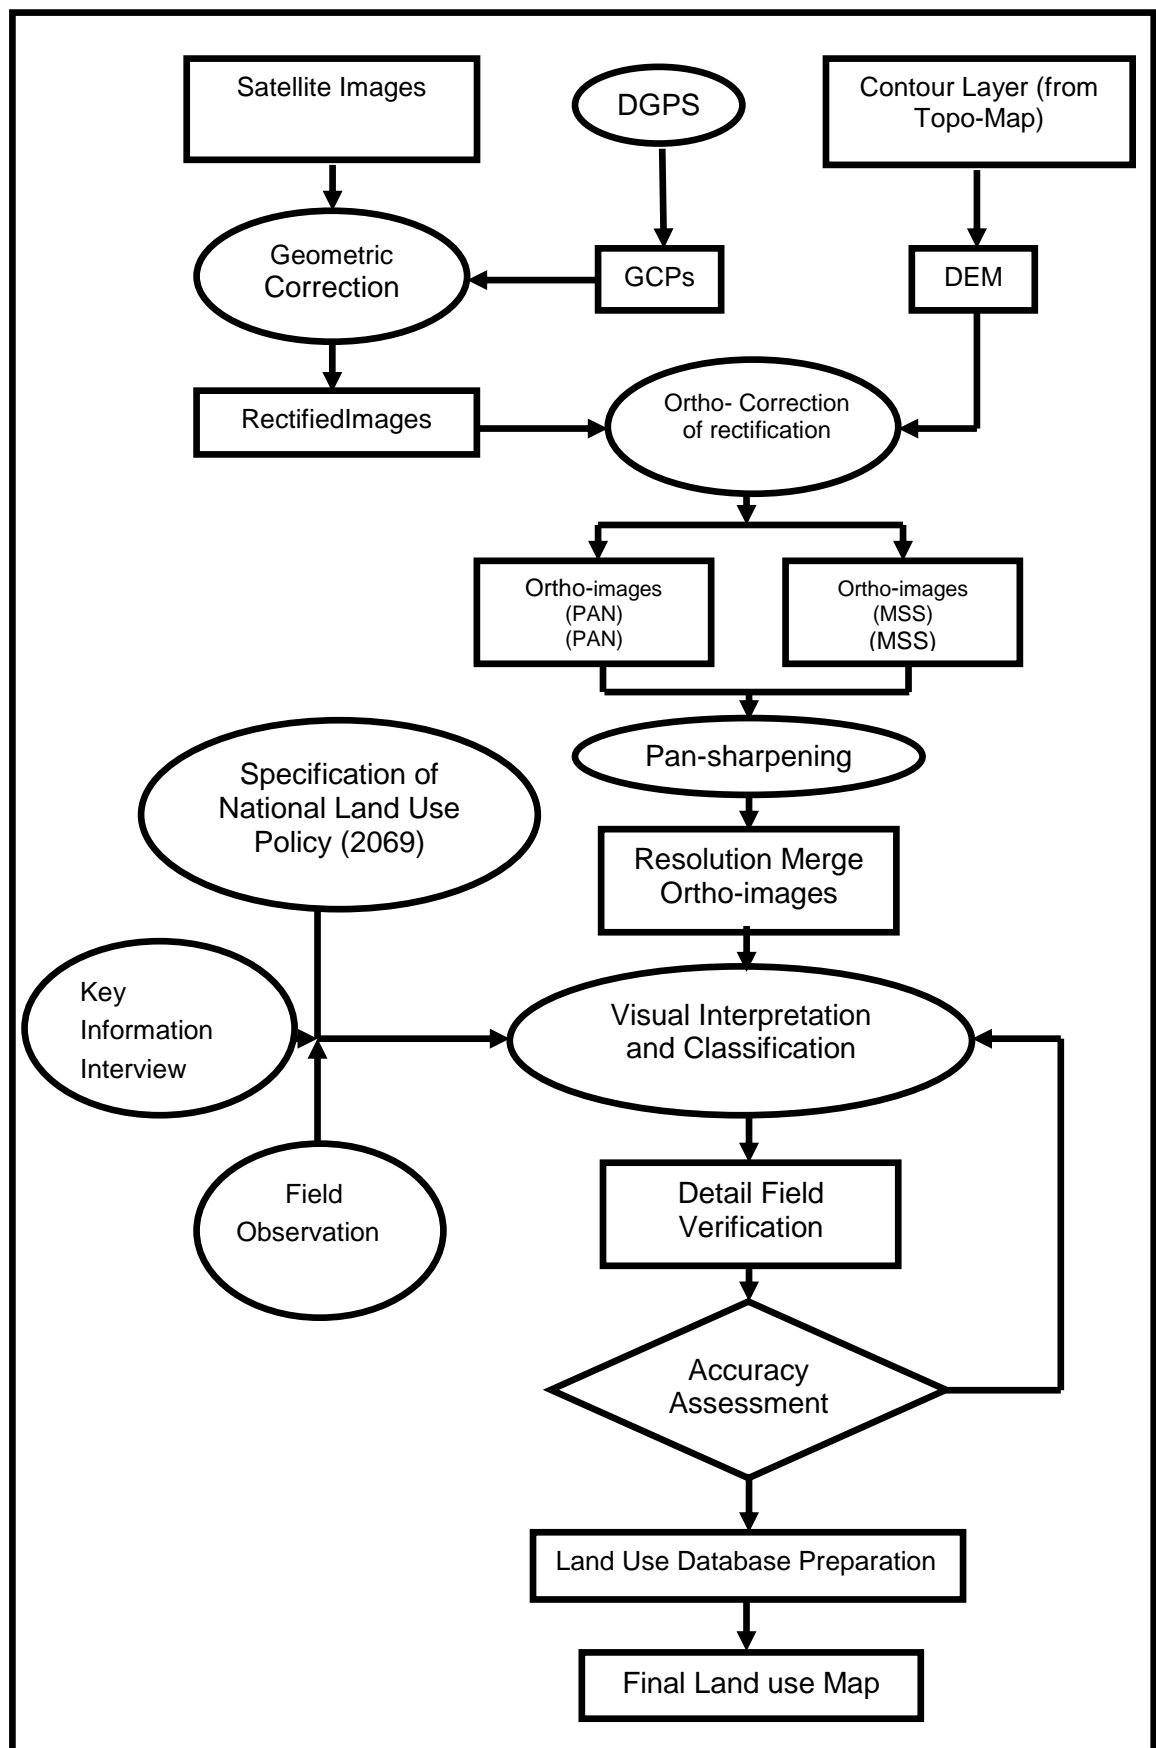 Satellite Images
DGPS
Contour Layer (from
Topo-Map)
Geometric
Correction
GCPs
DEM
RectifiedImages
Ortho- Correction
of rectification
Ortho-images
(PAN)
(PAN)
Ortho-images
(MSS)
(MSS)
Pan-sharpening
Specification of
National Land Use
Policy (2069)
Resolution Merge
Ortho-images
Key
Information
Interview
Visual Interpretation
and Classification
Field
Observation
Detail Field
Verification
Accuracy
Assessment
Land Use Database Preparation
Final Land use Map